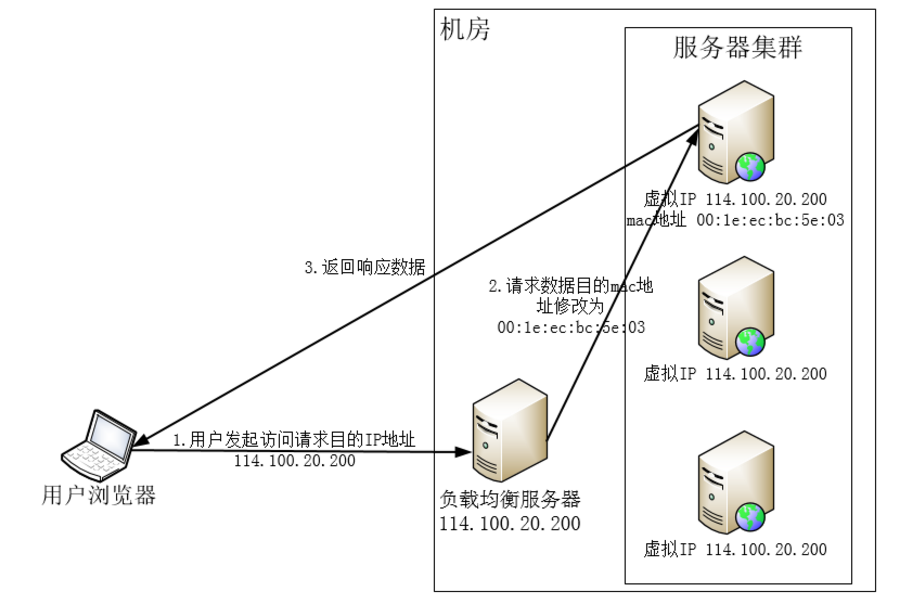 机房
服务器集群
虚拟IP 114.100.20.200
mac地址 00:1e:ec:bc:5e:03
3.返回响应数据
2.请求数据目的mac地
址修改为
00:1e:ec:bc:5e:03
虚拟IP 114.100.20.200
1.用户发起访问请求目的IP地址
114.100.20.200
用户浏览器
负载均衡服务器
114.100.20.200
虚拟IP 114.100.20.200